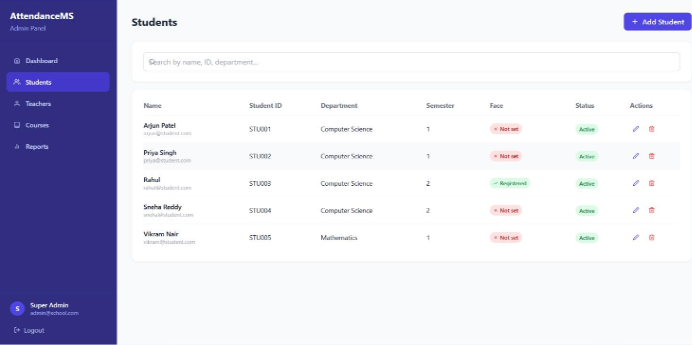 AttendanceMS
Admin Panel
Dashboard
Students
Teachers
Courses
Reports
Super Admin
admin@school.com
Logout
Students
+ Add Student
Search by name, ID, department...
Name Student ID Department Semester Face Status Actions
Arjun Patel STU001 Computer Science 1 × Not set Active
arjun@student.com
Priya Singh STU002 Computer Science 1 × Not set Active
priya@student.com
Rahul STU003 Computer Science 2 ✓ Registered Active
rahul@student.com
Sneha Reddy STU004 Computer Science 2 × Not set Active
sneha@student.com
Vikram Nair STU005 Mathematics 1 × Not set Active
vikram@student.com
S